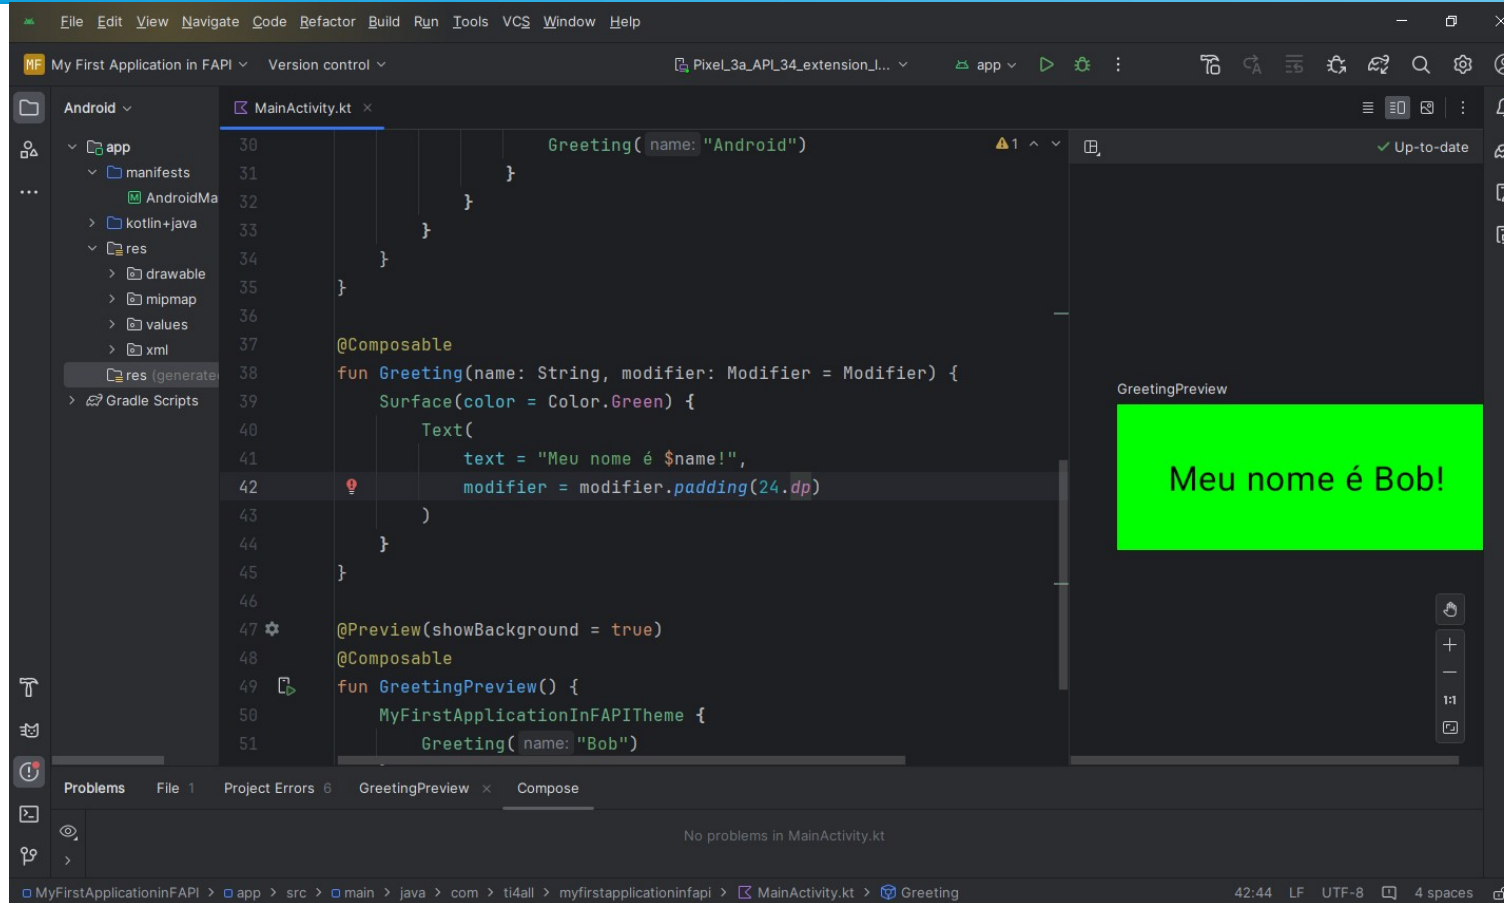 File Edit View Navigate Code Refactor Build Run Tools VCS Window Help
MF My First Application in FAPI Version control Pixel_3a_API_34_extension_l... app
Android
MainActivity.kt
app
manifests
AndroidMa
kotlin+java
res
drawable
mipmap
values
xml
res (generate
Gradle Scripts
30 Greeting( name: "Android")
31 }
32 }
33 }
34 }
35 }
36
37 @Composable
38 fun Greeting(name: String, modifier: Modifier = Modifier) {
39 Surface(color = Color.Green) {
40 Text(
41 text = "Meu nome é $name!",
42 modifier = modifier.padding(24.dp)
43 )
44 }
45 }
46
47 @Preview(showBackground = true)
48 @Composable
49 fun GreetingPreview() {
50 MyFirstApplicationInFAPITheme {
51 Greeting( name: "Bob")
1
Up-to-date
GreetingPreview
Meu nome é Bob!
1:1
Problems File 1 Project Errors 6 GreetingPreview Compose
No problems in MainActivity.kt
MyFirstApplicationinFAPI > app > src > main > java > com > ti4all > myfirstapplicationinfapi > MainActivity.kt > Greeting 42:44 LF UTF-8 4 spaces